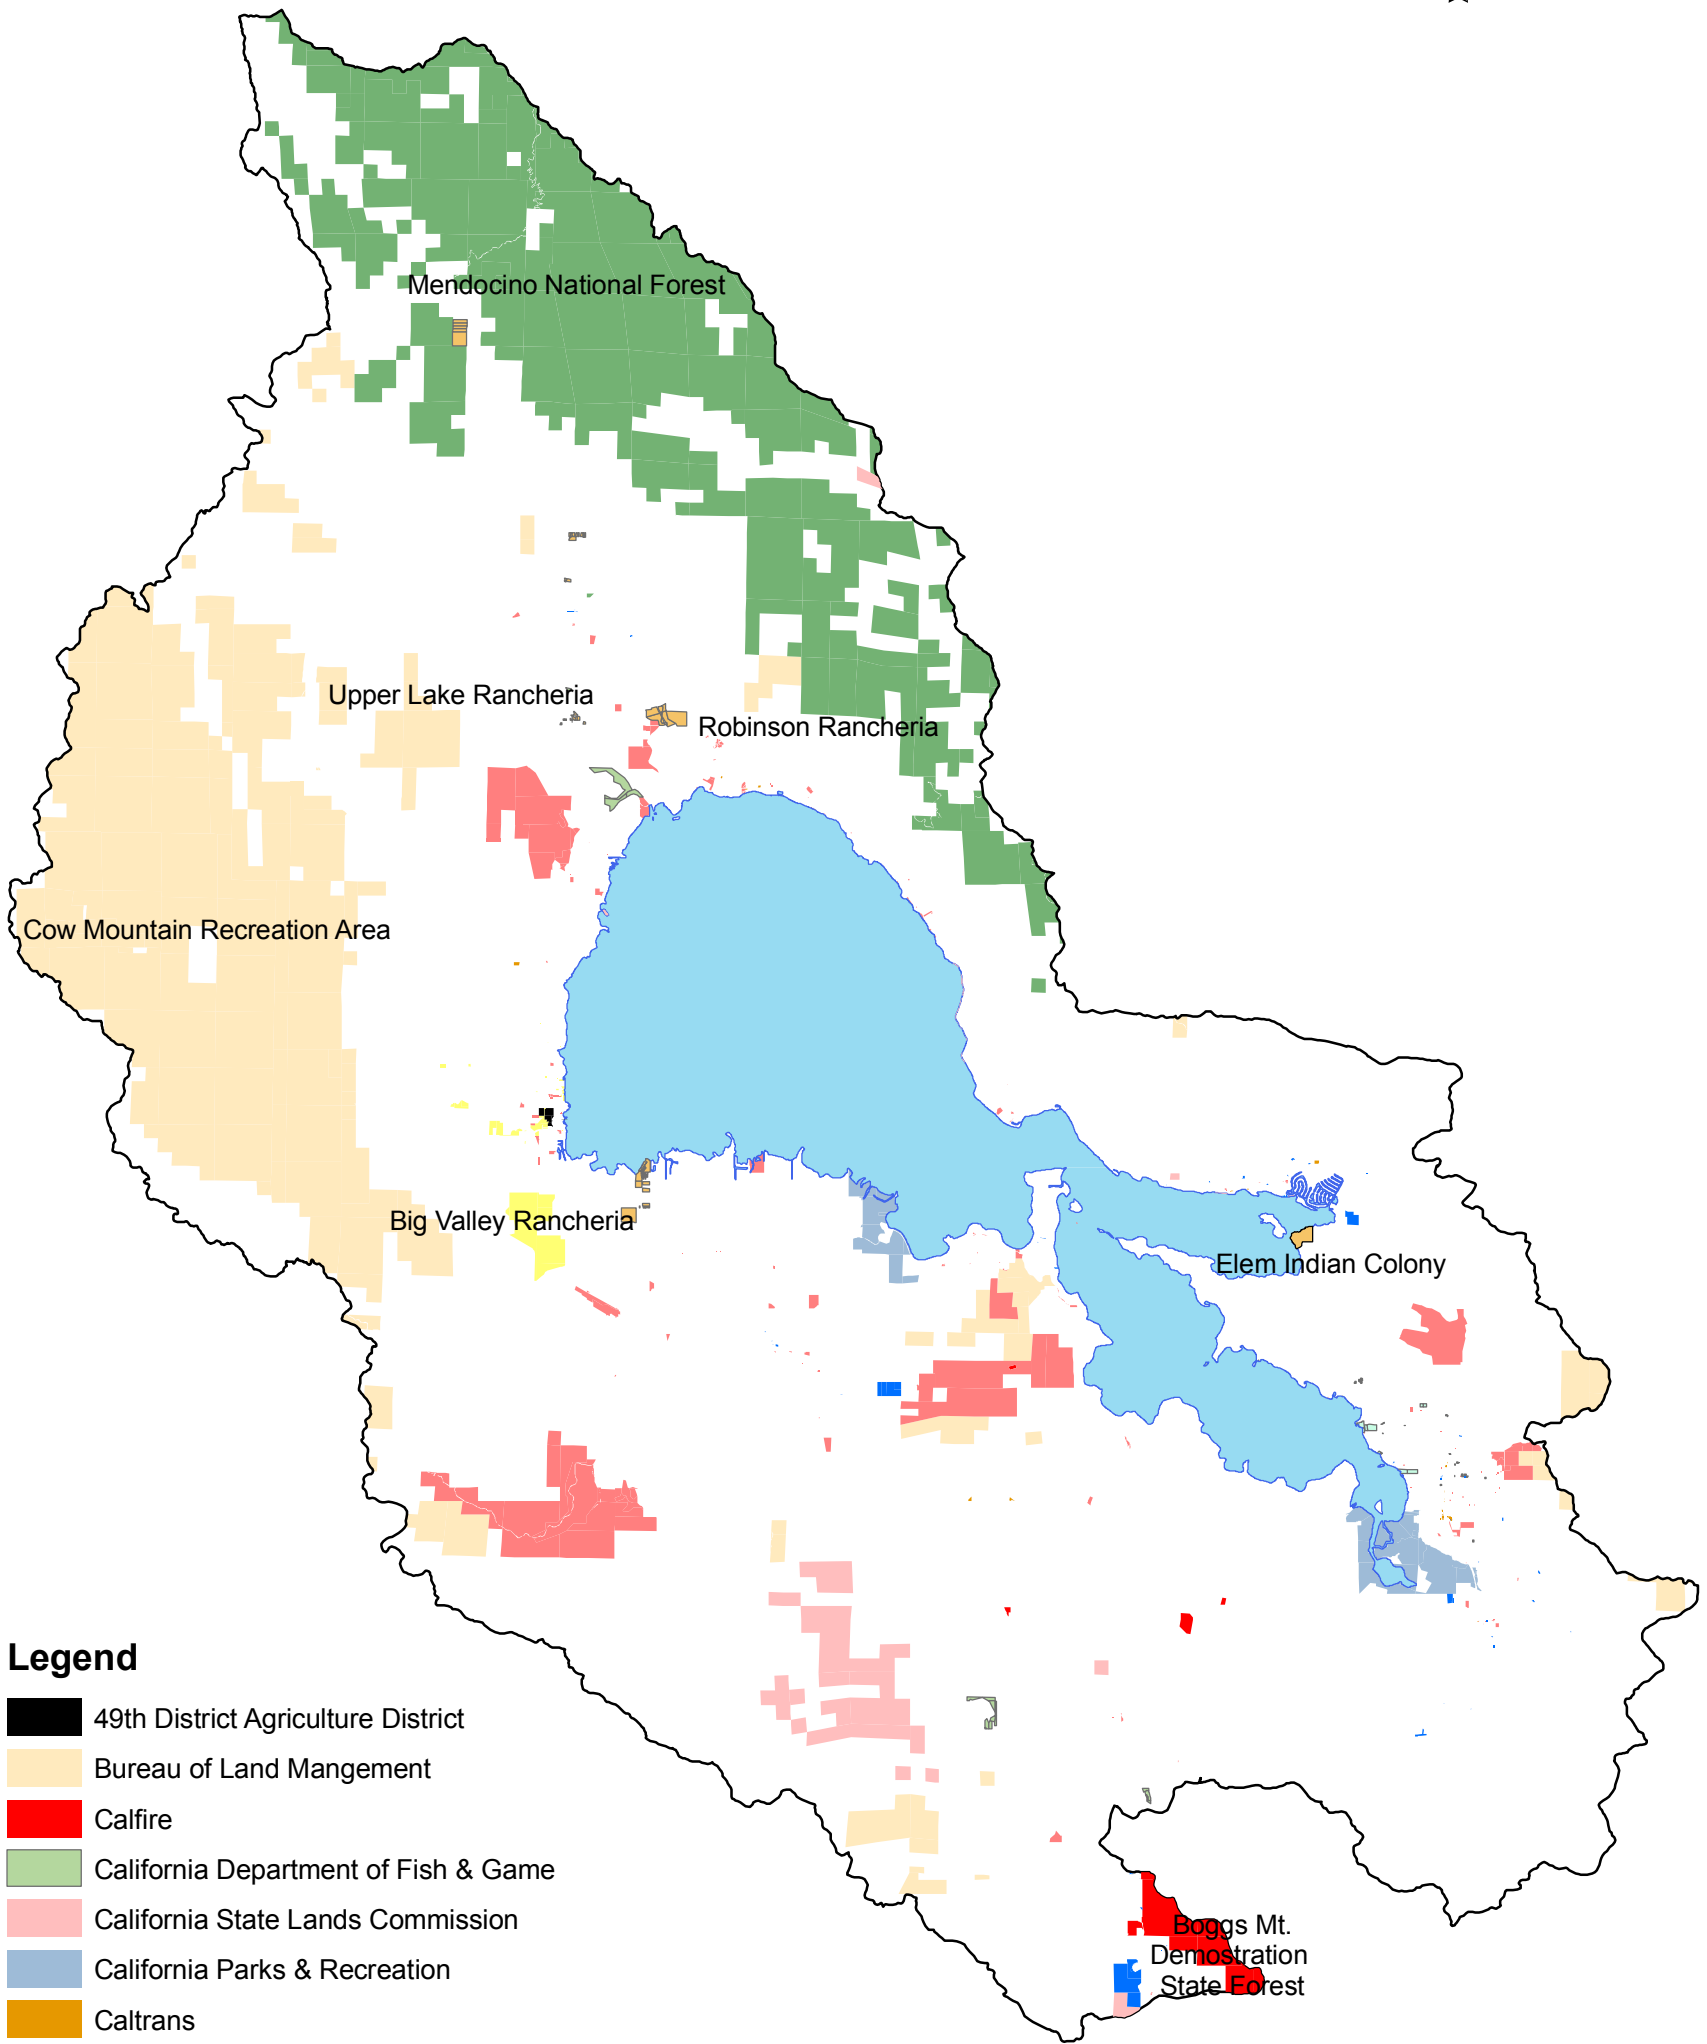 Mendocino National Forest
Upper Lake Rancheria
Robinson Rancheria
Cow Mountain Recreation Area
Big Valley Rancheria
Elem Indian Colony
Boggs Mt.
Demostration
State Forest
Legend
49th District Agriculture District
Bureau of Land Mangement
Calfire
California Department of Fish & Game
California State Lands Commission
California Parks & Recreation
Caltrans